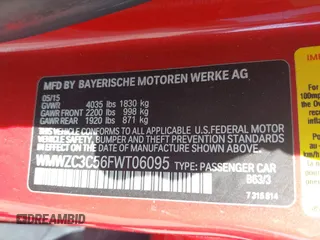 MFD BY BAYERISCHE MOTOREN WERKE AG
05/15
GVWR 4035 lbs 1830 kg
GAWR FRONT 2200 lbs 998 kg
GAWR REAR 1920 lbs 871 kg
THIS VEHICLE CONFORMS TO ALL APPLICABLE U.S.
FEDERAL MOTOR VEHICLE SAFETY, BUMPER, AND
THEFT PREVENTION STANDARDS IN EFFECT ON THE
DATE OF MANUFACTURE SHOWN ABOVE.
WMWZC3C56FWT06095 TYPE: PASSENGER CAR
B53/3
7 315 614